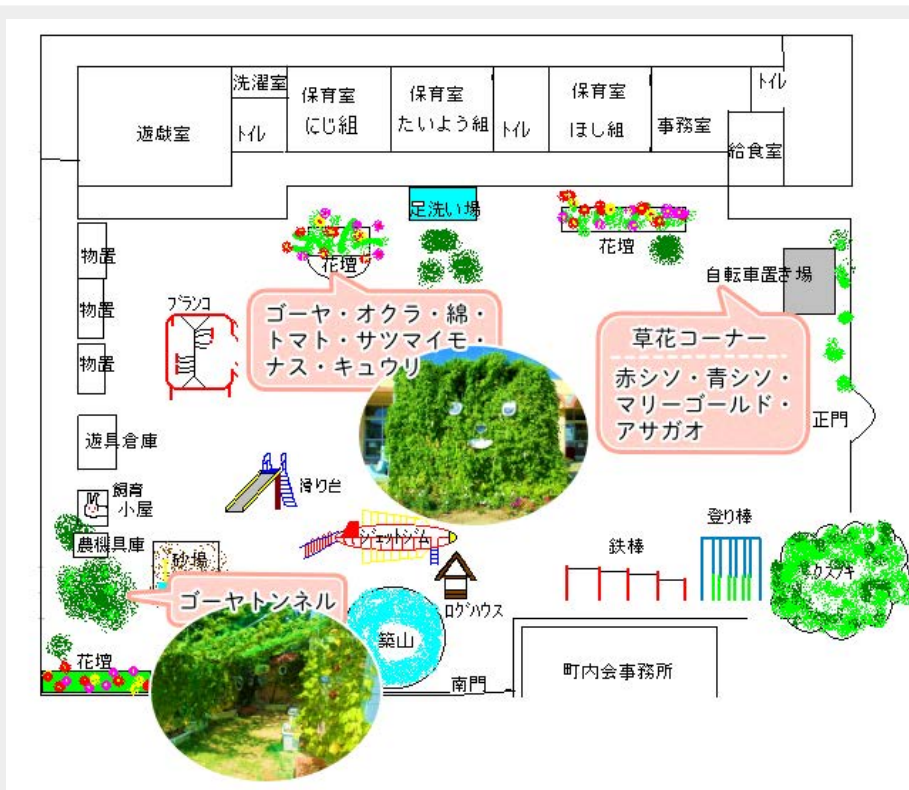 洗濯室
トイレ
遊戯室
トイレ
保育室
にじ組
保育室
たいよう組
トイレ
保育室
ほし組
事務室
給食室
足洗い場
花壇
花壇
物置
物置
物置
ブランコ
自転車置き場
ゴーヤ・オクラ・綿・
トマト・サツマイモ・
ナス・キュウリ
草花コーナー
赤シソ・青シソ・
マリーゴールド・
アサガオ
正門
遊具倉庫
滑り台
飼育
小屋
農機具庫
砂場
ジェットジム
ログハウス
鉄棒
登り棒
クスノキ
ゴーヤトンネル
築山
花壇
南門
町内会事務所